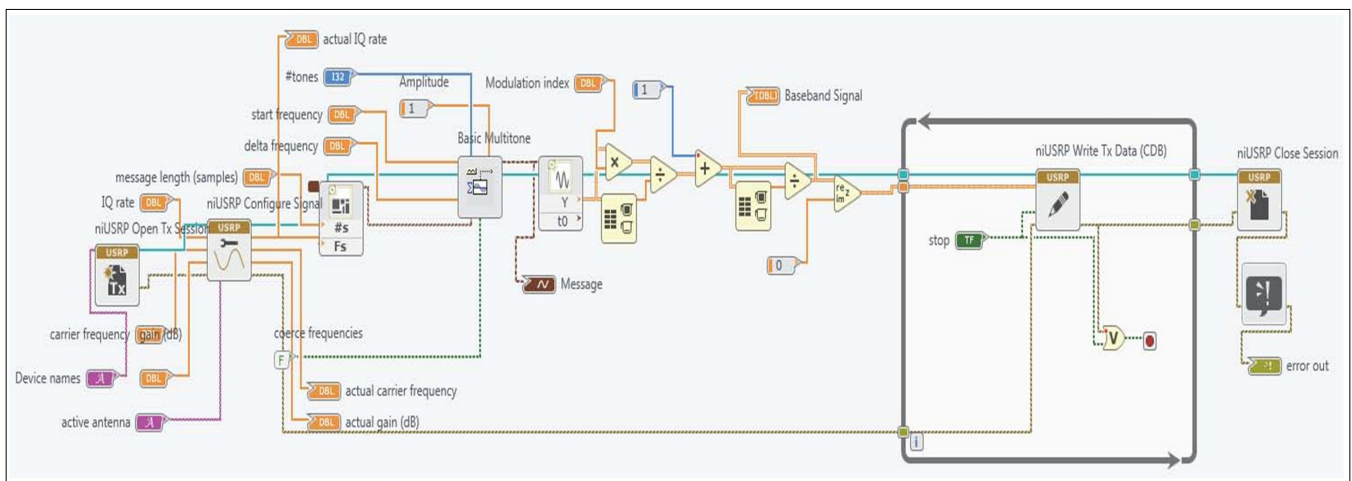 DBL actual IQ rate
#tones I32
Amplitude
1
Modulation index DBL
1
[DBL] Baseband Signal
start frequency DBL
delta frequency DBL
Basic Multitone
message length (samples) DBL
IQ rate DBL
niUSRP Configure Signal
niUSRP Open Tx Session
USRP
USRP
Tx
#s
Fs
Y
t0
re
im
z
0
Message
niUSRP Write Tx Data (CDB)
USRP
niUSRP Close Session
USRP
stop TF
V
i
carrier frequency
gain (dB)
coerce frequencies
F
Device names
DBL
DBL actual carrier frequency
active antenna
DBL actual gain (dB)
error out